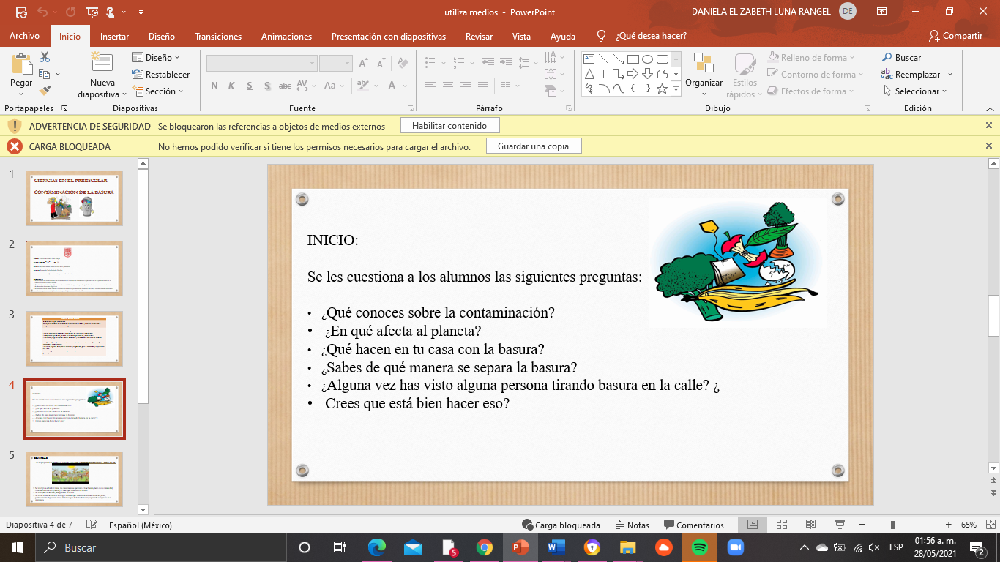 utiliza medios - PowerPoint
DANIELA ELIZABETH LUNA RANGEL DE
Archivo Inicio Insertar Diseño Transiciones Animaciones Presentación con diapositivas Revisar Vista Ayuda ¿Qué desea hacer? Compartir
Pegar
Nueva diapositiva
Diseño
Restablecer
Sección
N K S S abc AV Aa A
Organizar
Estilos rápidos
Relleno de forma
Contorno de forma
Efectos de forma
Buscar
Reemplazar
Seleccionar
Portapapeles Diapositivas Fuente Párrafo Dibujo Edición
ADVERTENCIA DE SEGURIDAD Se bloquearon las referencias a objetos de medios externos Habilitar contenido
CARGA BLOQUEADA No hemos podido verificar si tiene los permisos necesarios para cargar el archivo. Guardar una copia
1
CIENCIAS EN EL PREESCOLAR
CONTAMINACIÓN DE LA BASURA
2
3
4
5
INICIO:
Se les cuestiona a los alumnos las siguientes preguntas:
• ¿Qué conoces sobre la contaminación?
• ¿En qué afecta al planeta?
• ¿Qué hacen en tu casa con la basura?
• ¿Sabes de qué manera se separa la basura?
• ¿Alguna vez has visto alguna persona tirando basura en la calle? ¿
• Crees que está bien hacer eso?
Diapositiva 4 de 7 Español (México) Carga bloqueada Notas Comentarios 65%
Buscar
ESP
01:56 a. m.
28/05/2021
2